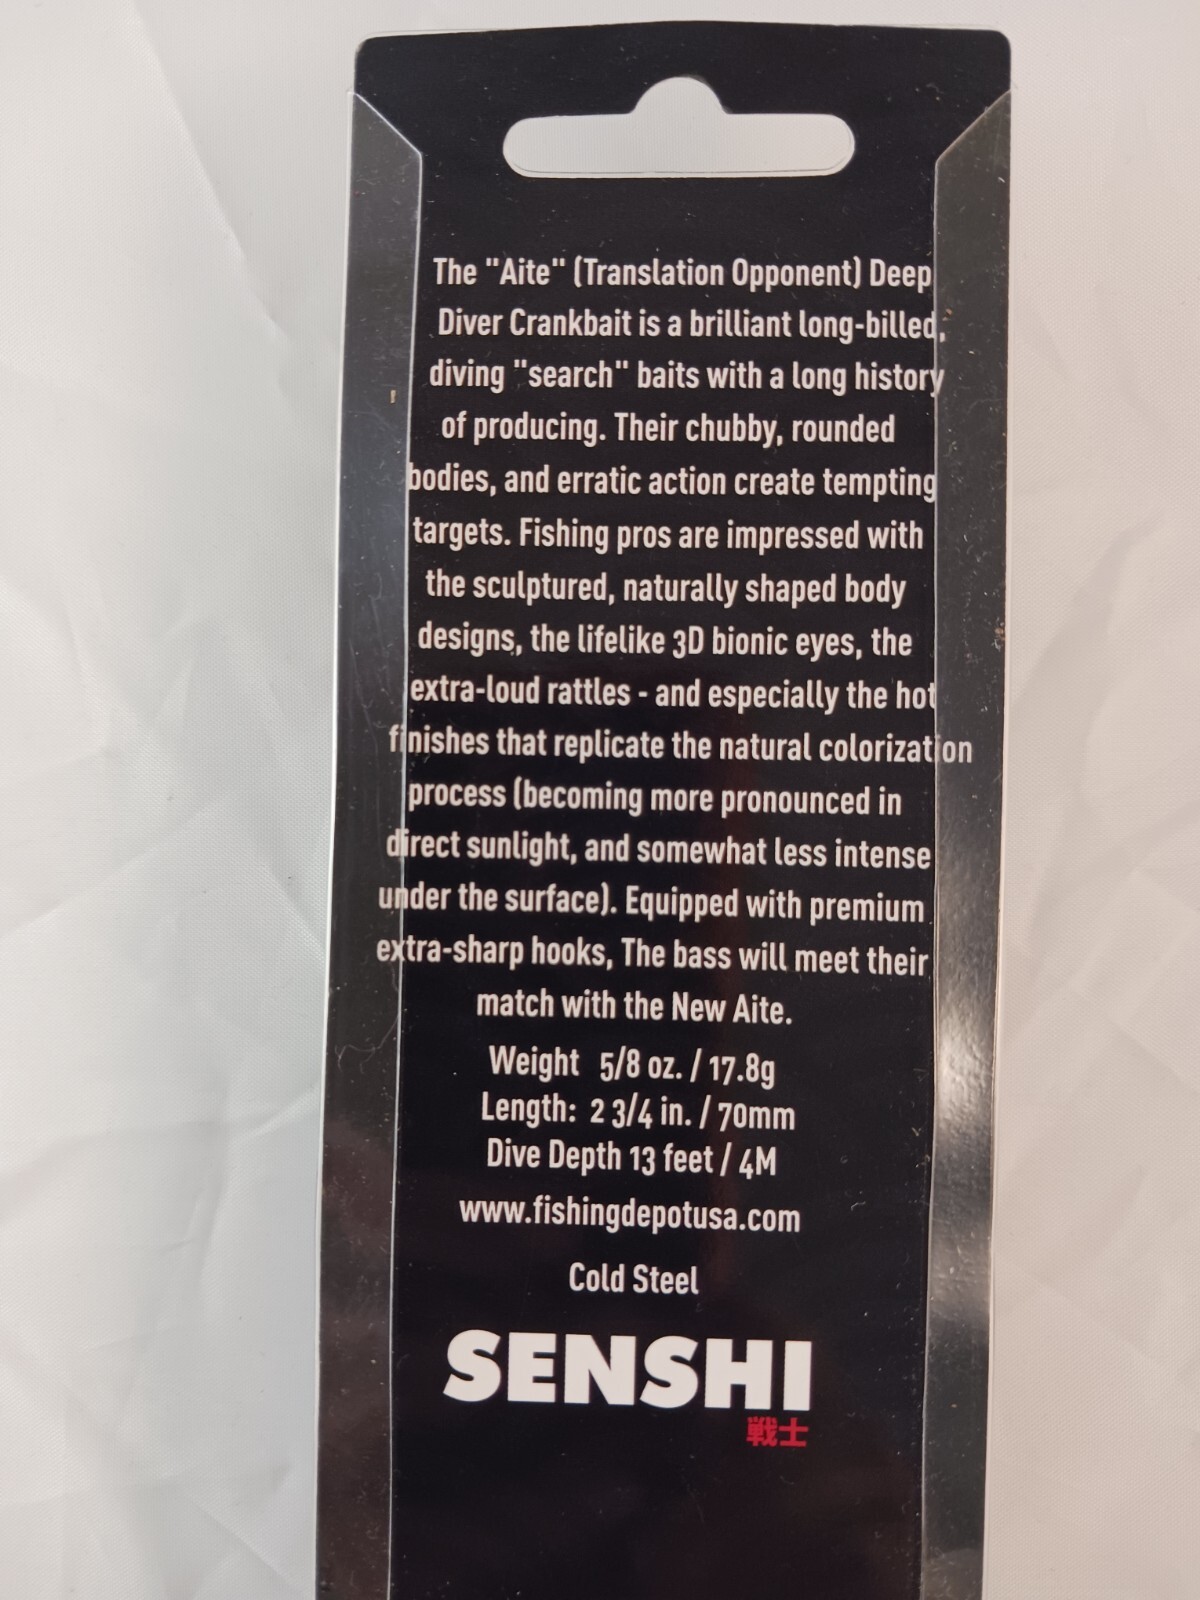 The "Aite" (Translation Opponent) Deep
Diver Crankbait is a brilliant long-billed,
diving "search" baits with a long history
of producing. Their chubby, rounded
bodies, and erratic action create tempting
targets. Fishing pros are impressed with
the sculptured, naturally shaped body
designs, the lifelike 3D bionic eyes, the
extra-loud rattles - and especially the hot
finishes that replicate the natural colorization
process (becoming more pronounced in
direct sunlight, and somewhat less intense
under the surface). Equipped with premium
extra-sharp hooks, The bass will meet their
match with the New Aite.
Weight 5/8 oz. / 17.8g
Length: 2 3/4 in. / 70mm
Dive Depth 13 feet / 4M
www.fishingdepotusa.com
Cold Steel
SENSHI
戦士